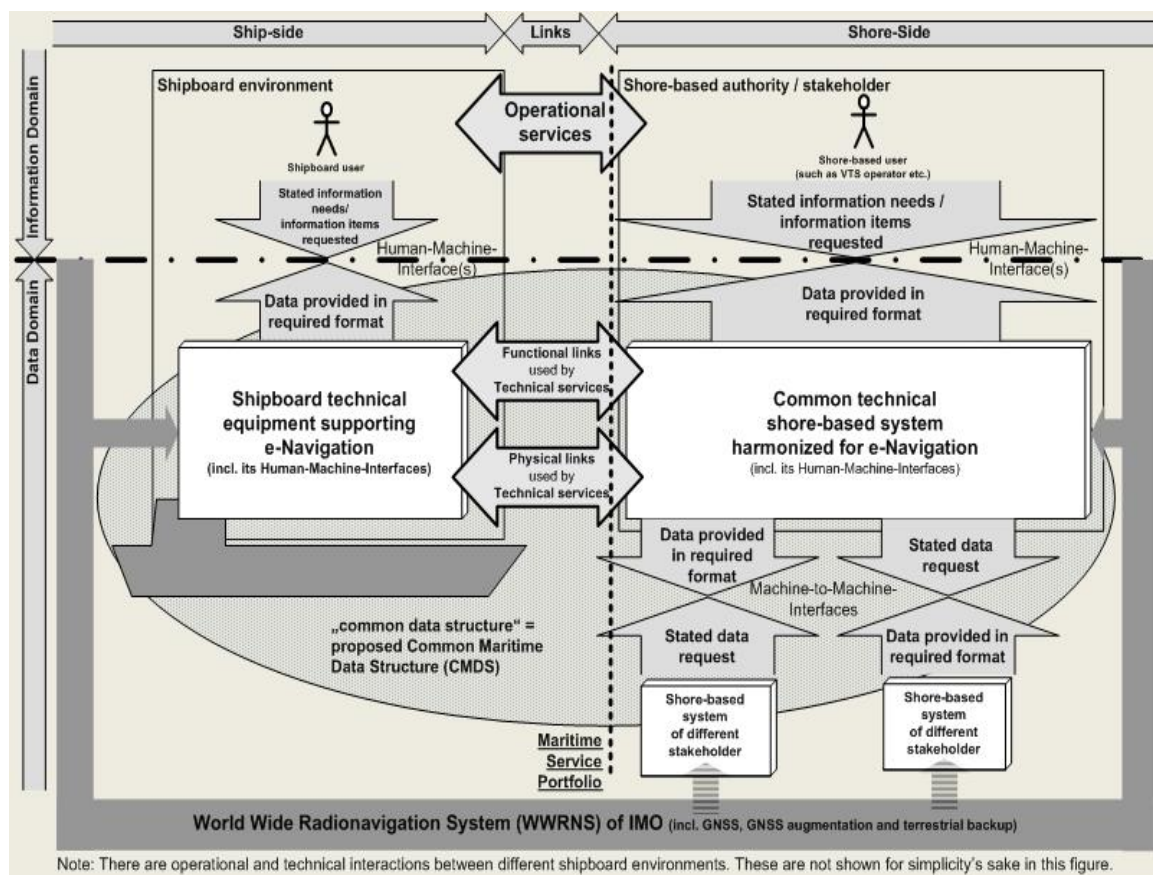 Ship-side
Links
Shore-Side
Information Domain
Data Domain
Shipboard environment
Shore-based authority / stakeholder
Operational
services
Shipboard user
Shore-based user
(such as VTS operator etc.)
Stated information
needs/
information items
requested
Stated information needs /
information items
requested
Human-Machine-
Interface(s)
Human-Machine-
Interface(s)
Data provided in
required format
Data provided in
required format
Functional links
used by
Technical services
Shipboard technical
equipment supporting
e-Navigation
(incl. its Human-Machine-Interfaces)
Common technical
shore-based system
harmonized for e-Navigation
(incl. its Human-Machine-Interfaces)
Physical links
used by
Technical services
Data provided
in required
format
Stated data
request
Machine-to-Machine-
Interfaces
„common data structure“ =
proposed Common Maritime
Data Structure (CMDS)
Stated data
request
Data provided in
required format
Shore-based
system
of different
stakeholder
Shore-based
system
of different
stakeholder
Maritime
Service
Portfolio
World Wide Radionavigation System (WWRNS) of IMO (incl. GNSS, GNSS augmentation and terrestrial backup)
Note: There are operational and technical interactions between different shipboard environments. These are not shown for simplicity's sake in this figure.